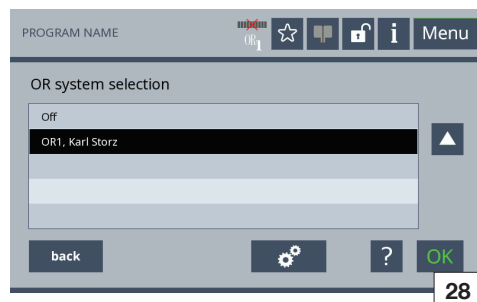 PROGRAM NAME
OR1
i
Menu
OR system selection
Off
OR1, Karl Storz
back
?
OK
28